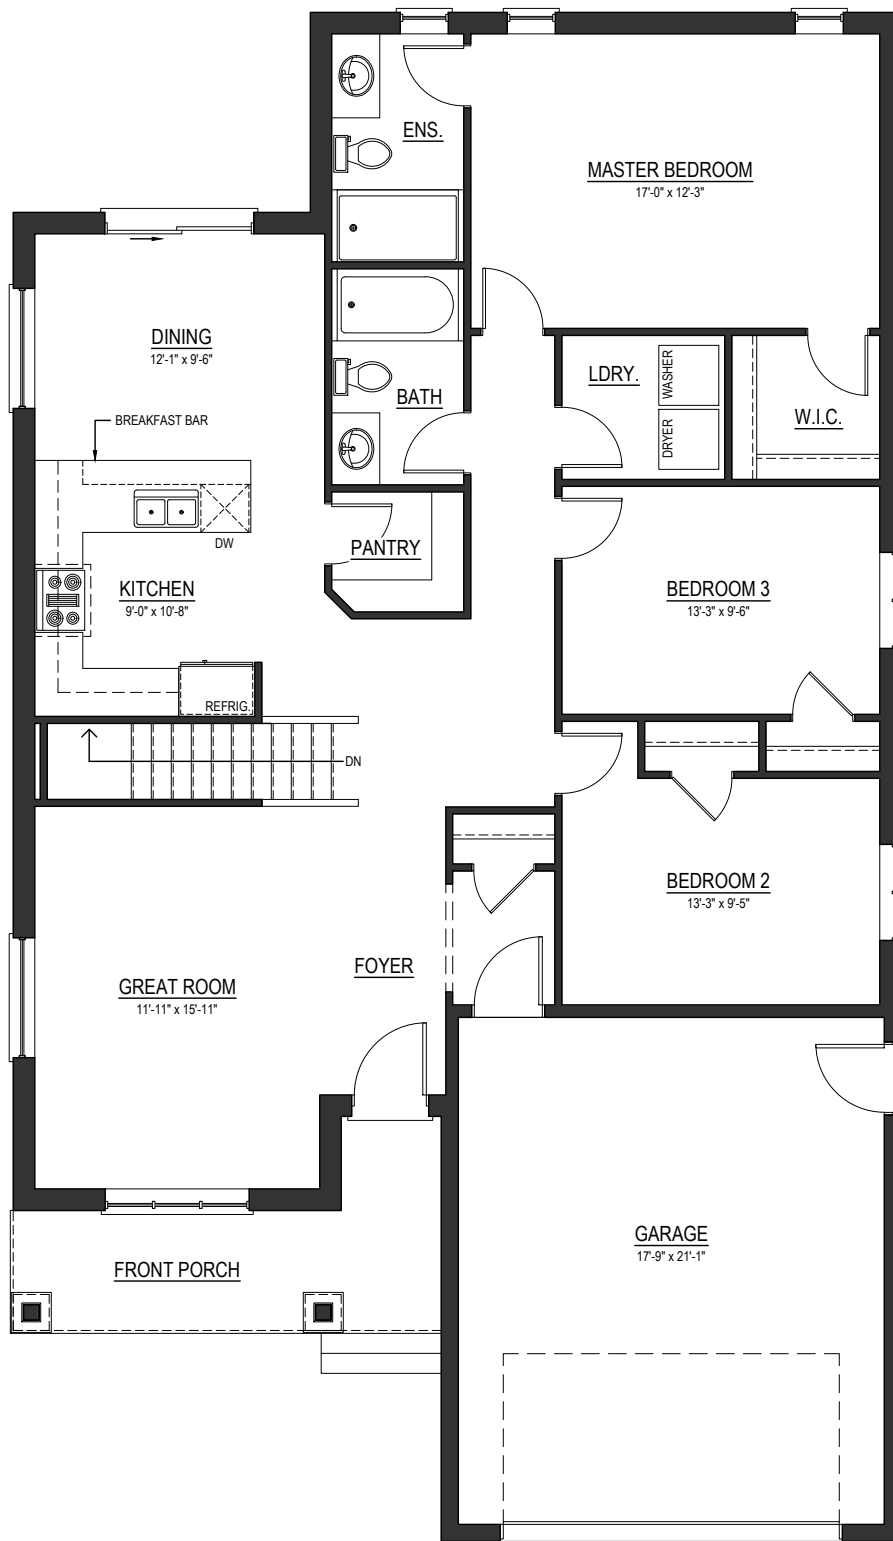 ENS.
MASTER BEDROOM
17'-0" x 12'-3"
DINING
12'-1" x 9'-6"
BREAKFAST BAR
BATH
LDRY.
WASHER
DRYER
W.I.C.
DW
PANTRY
KITCHEN
9'-0" x 10'-8"
REFRIG.
BEDROOM 3
13'-3" x 9'-6"
DN
BEDROOM 2
13'-3" x 9'-5"
FOYER
GREAT ROOM
11'-11" x 15'-11"
GARAGE
17'-9" x 21'-1"
FRONT PORCH